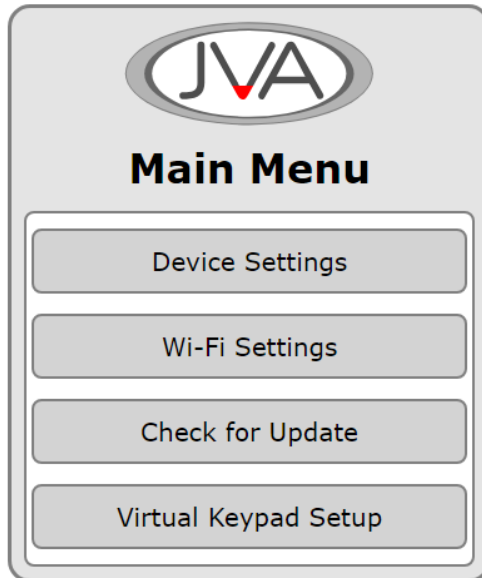 JVA
Main Menu
Device Settings
Wi-Fi Settings
Check for Update
Virtual Keypad Setup